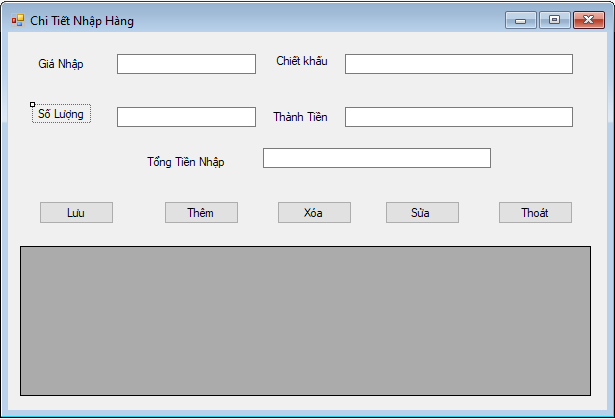 Chi Tiết Nhập Hàng
Giá Nhập
Chiết khấu
Số Lượng
Thành Tiền
Tổng Tiền Nhập
Lưu
Thêm
Xóa
Sửa
Thoát